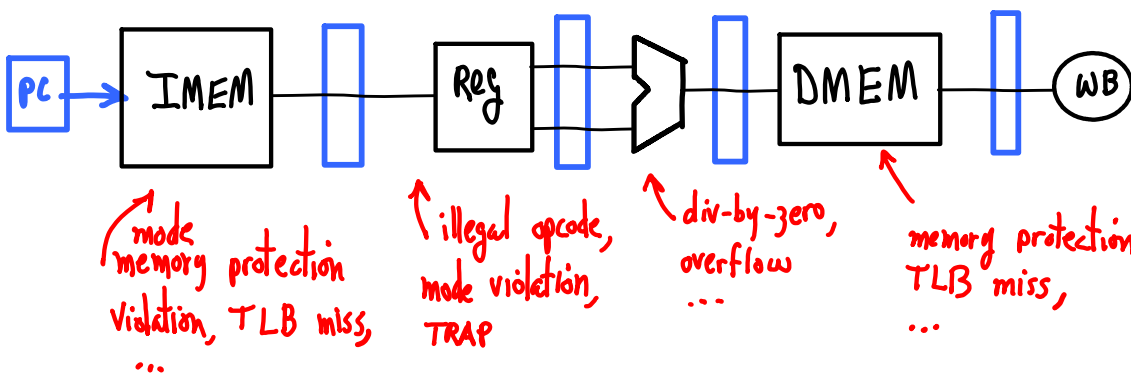 PC
IMEM
Reg
DMEM
WB
mode
memory protection
violation, TLB miss,
...
illegal opcode,
mode violation,
TRAP
div-by-zero,
overflow
...
memory protection
TLB miss,
...